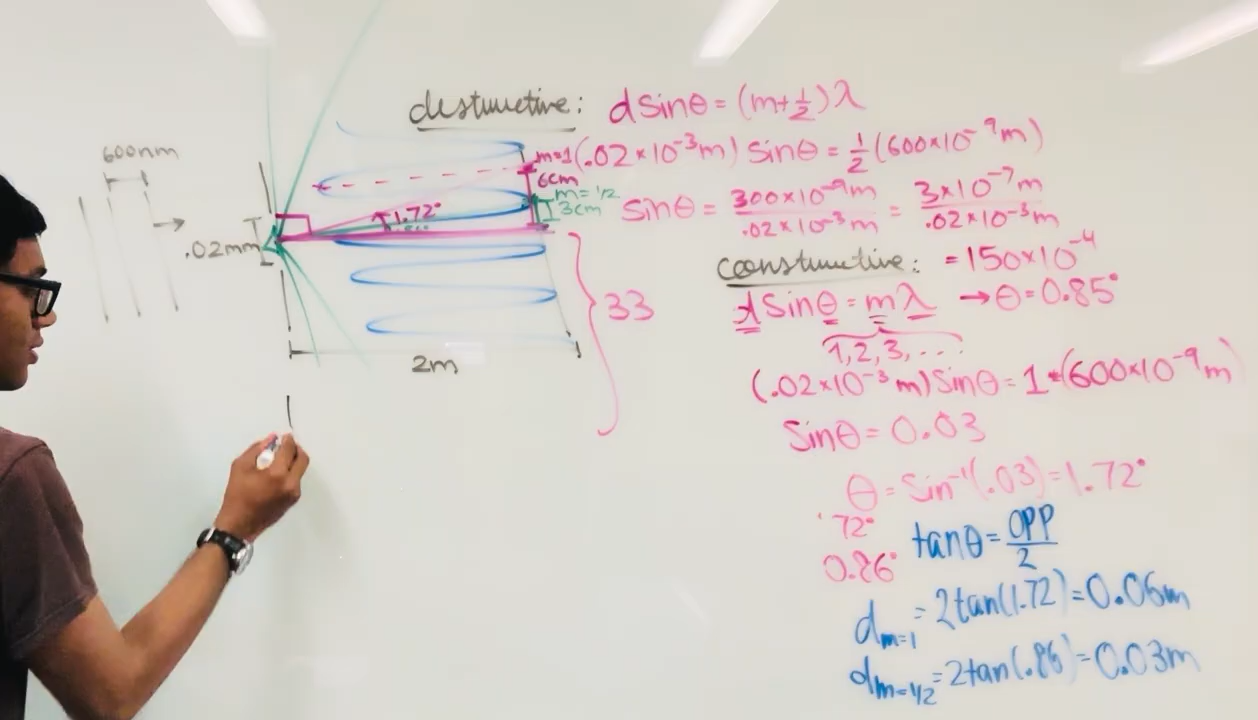 destructive: dsinθ = (m+½)λ
600nm
m=1 (.02×10⁻³m) sinθ = ½(600×10⁻⁹m)
6cm
m=½
3cm
1.72°
sinθ = 300×10⁻⁹m / .02×10⁻³m = 3×10⁻⁷m / .02×10⁻³m
.02mm
constructive: = 150×10⁻⁴
dsinθ = mλ → θ = 0.85°
33
1,2,3,...
2m
(.02×10⁻³m)sinθ = 1•(600×10⁻⁹m)
sinθ = 0.03
θ = sin⁻¹(.03) = 1.72°
72°
0.86°
tanθ = OPP / 2
d m=1 = 2tan(1.72) = 0.06m
d m=1/2 = 2tan(.86) = 0.03m